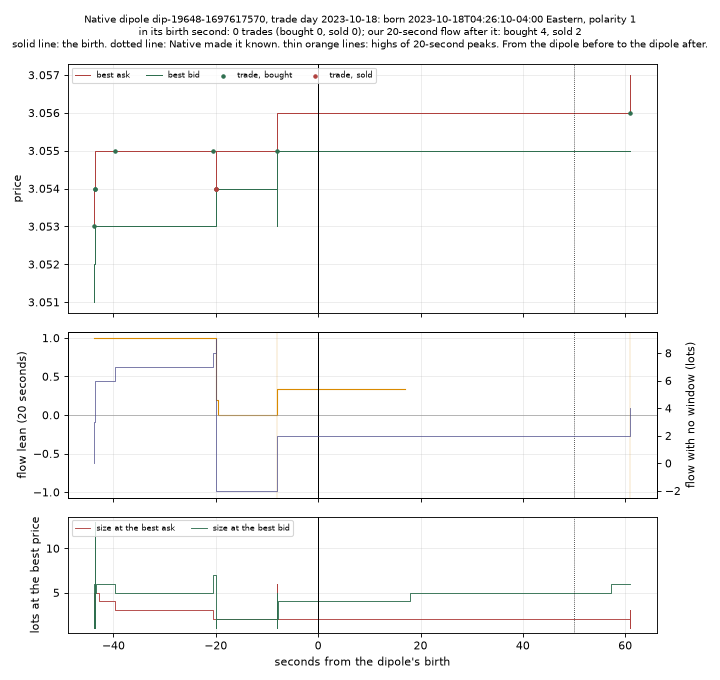 Native dipole dip-19648-1697617570, trade day 2023-10-18: born 2023-10-18T04:26:10-04:00 Eastern, polarity 1
in its birth second: 0 trades (bought 0, sold 0); our 20-second flow after it: bought 4, sold 2
solid line: the birth. dotted line: Native made it known. thin orange lines: highs of 20-second peaks. From the dipole before to the dipole after.
best ask
best bid
trade, bought
trade, sold
3.057
3.056
3.055
3.054
3.053
3.052
3.051
price
1.0
0.5
0.0
−0.5
−1.0
flow lean (20 seconds)
8
6
4
2
0
−2
flow with no window (lots)
size at the best ask
size at the best bid
10
5
lots at the best price
−40
−20
0
20
40
60
seconds from the dipole's birth